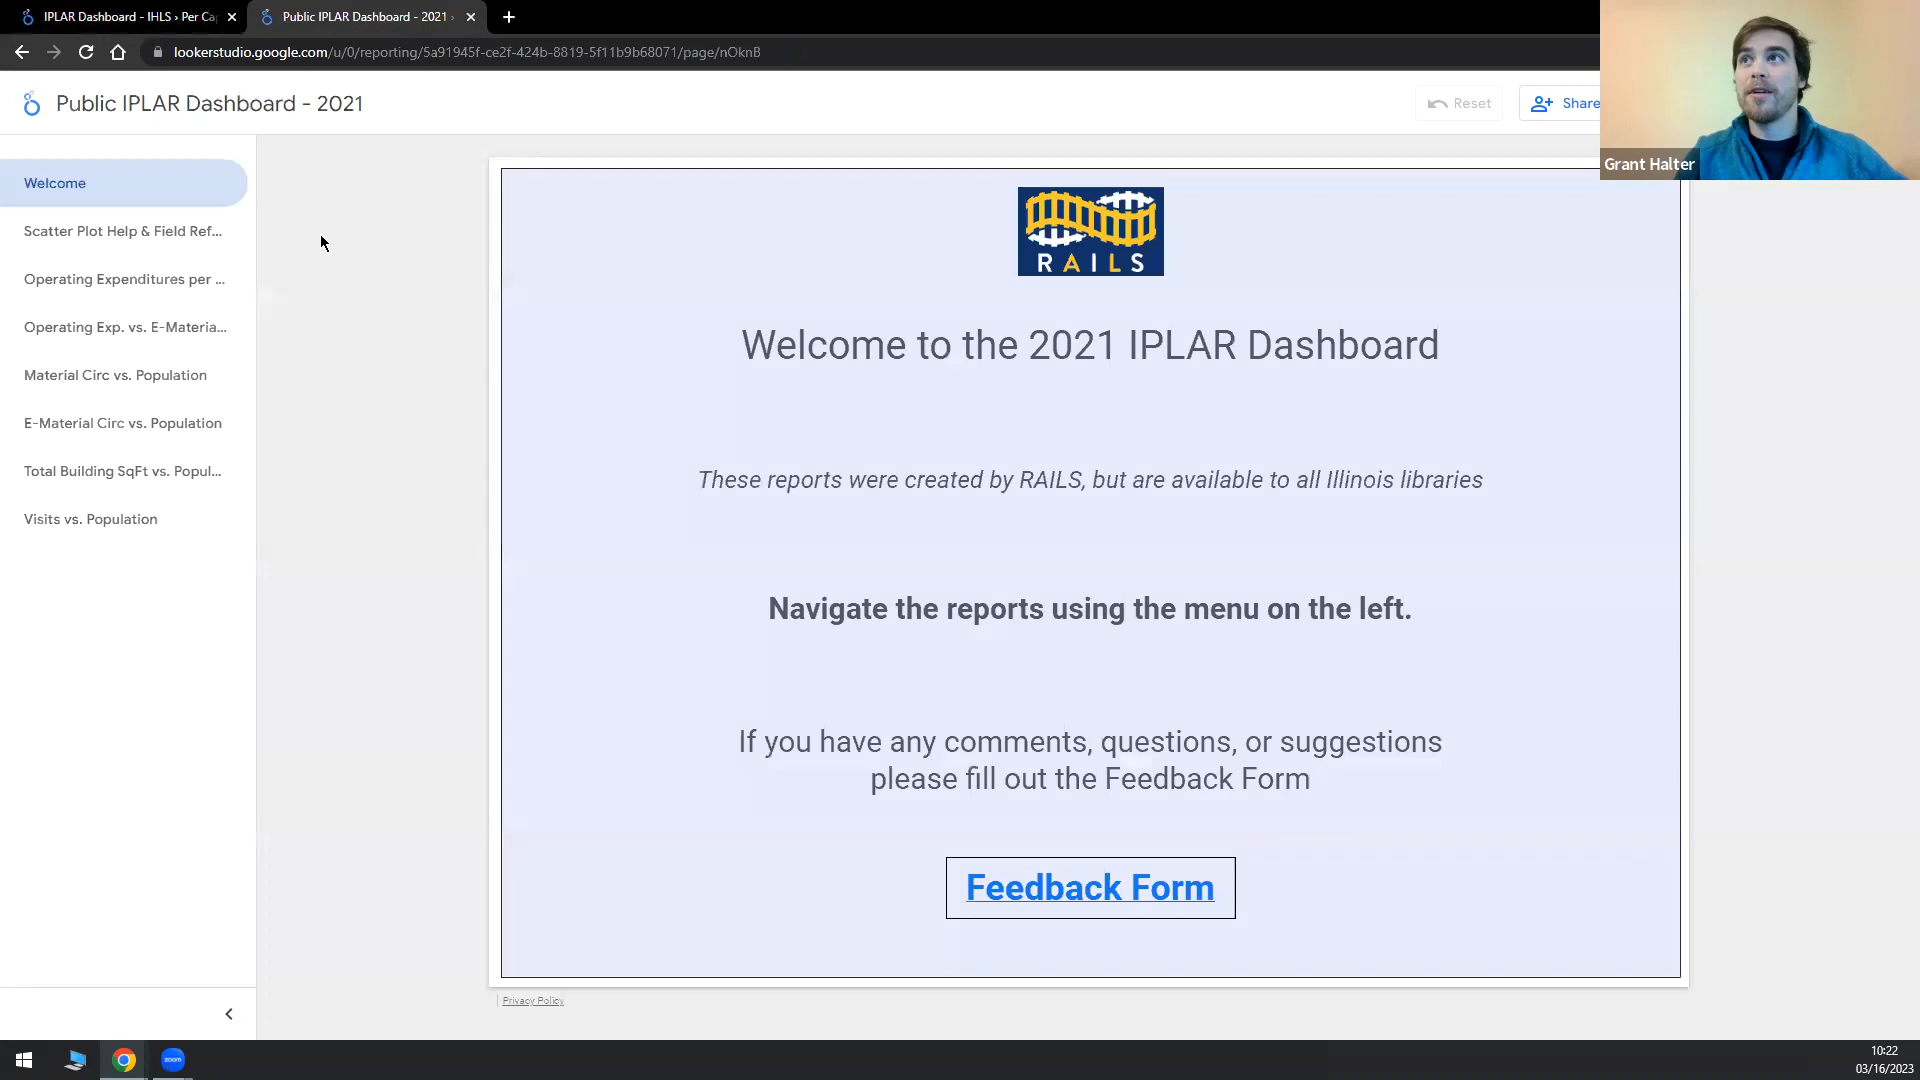 IPLAR Dashboard - IHLS › Per Ca
Public IPLAR Dashboard - 2021 ›
lookerstudio.google.com/u/0/reporting/5a91945f-ce2f-424b-8819-5f11b9b68071/page/nOknB
Public IPLAR Dashboard - 2021
Reset
Share
Grant Halter
Welcome
Scatter Plot Help & Field Ref...
Operating Expenditures per ...
Operating Exp. vs. E-Materia...
Material Circ vs. Population
E-Material Circ vs. Population
Total Building SqFt vs. Popul...
Visits vs. Population
RAILS
Welcome to the 2021 IPLAR Dashboard
These reports were created by RAILS, but are available to all Illinois libraries
Navigate the reports using the menu on the left.
If you have any comments, questions, or suggestions
please fill out the Feedback Form
Feedback Form
Privacy Policy
zoom
10:22
03/16/2023